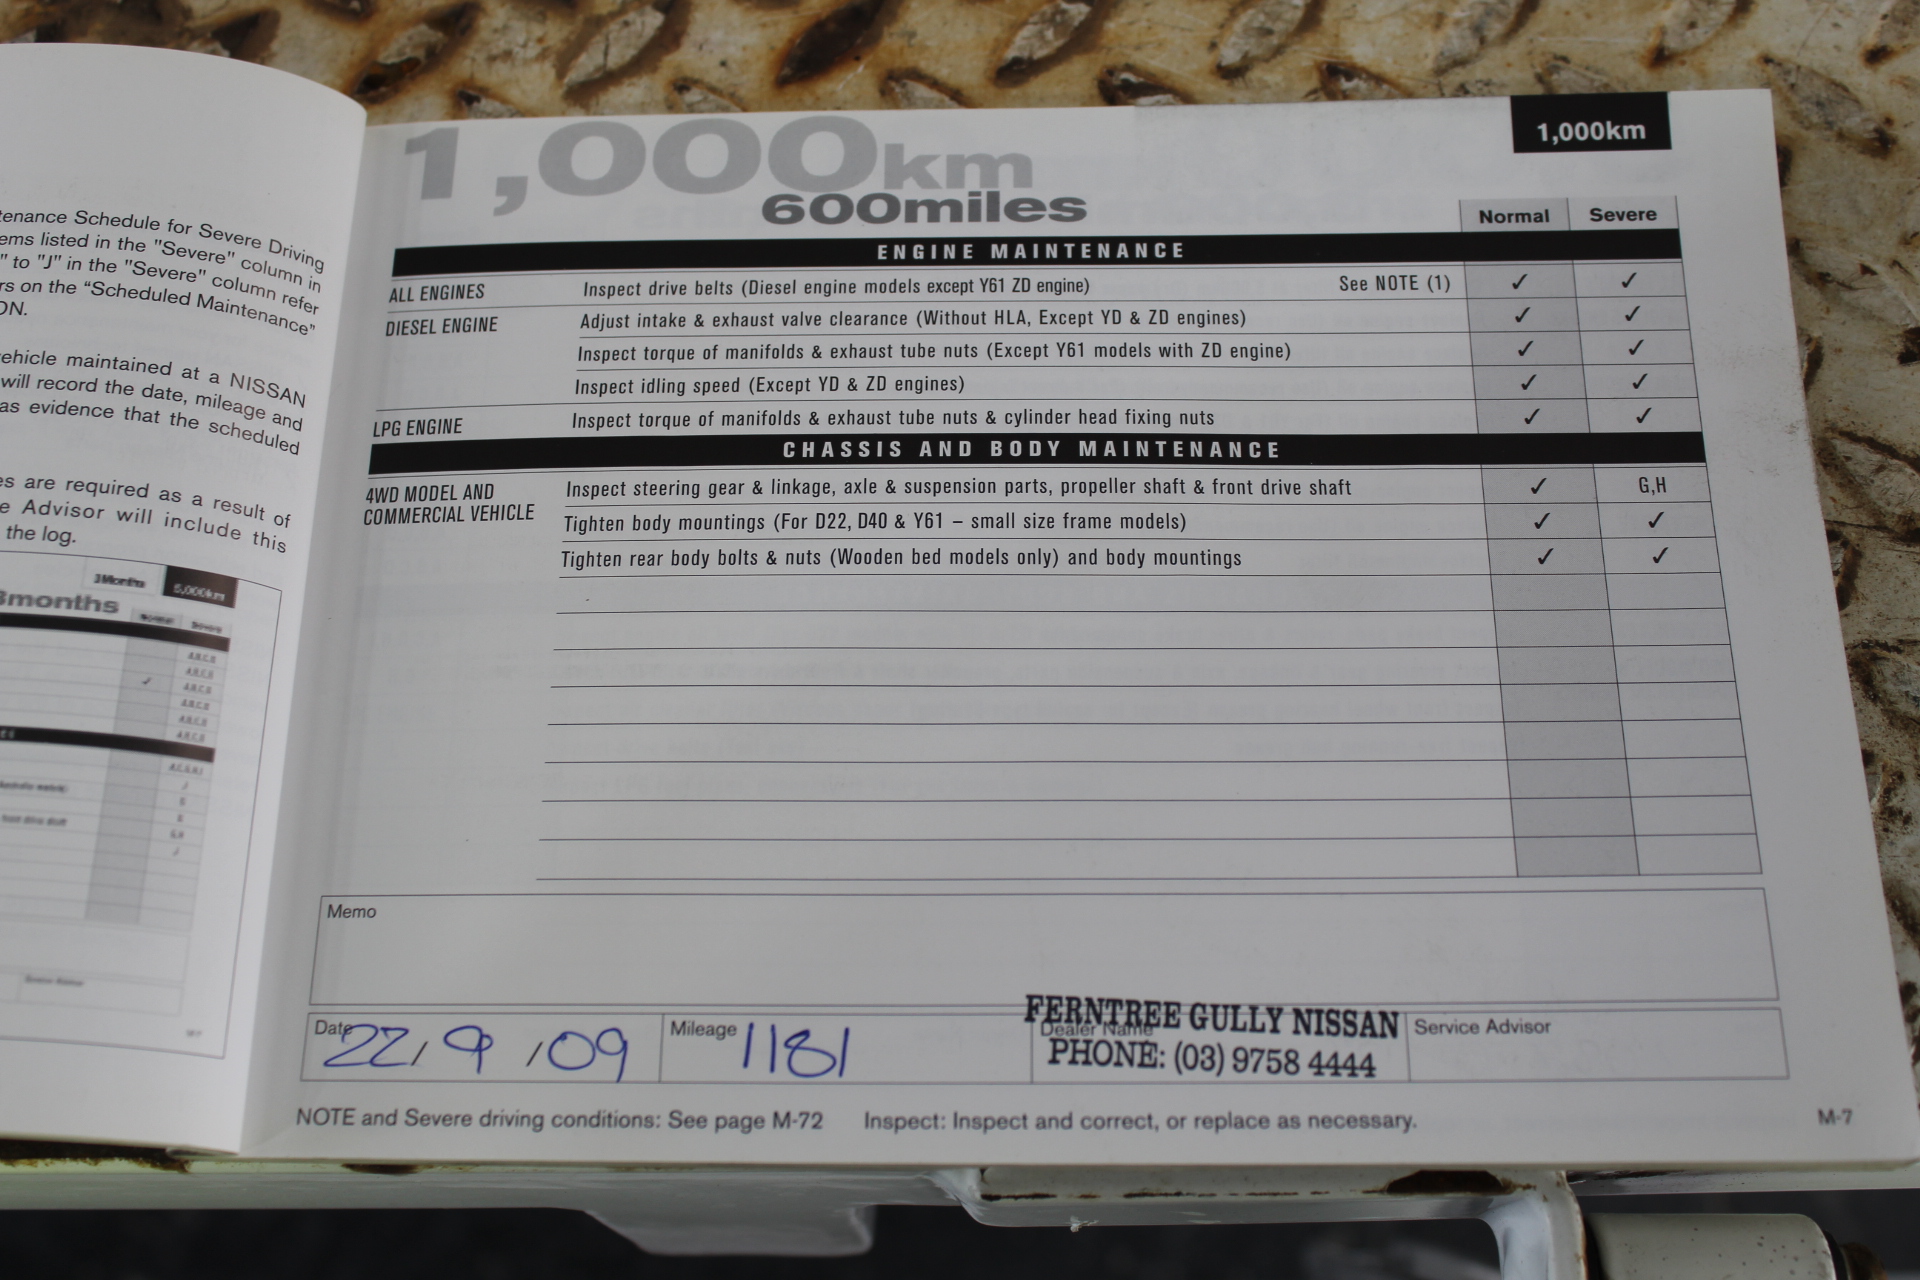 tenance Schedule for Severe Driving
ems listed in the "Severe" column in
" to "J" in the "Severe" column refer
rs on the "Scheduled Maintenance"
ON.
vehicle maintained at a NISSAN
will record the date, mileage and
as evidence that the scheduled
es are required as a result of
e Advisor will include this
the log.
3Months 5,000km
3months
Normal Severe
A,B,C,D
✓ A,B,C,D
A,B,C,D
A,B,C,D
A,B,C,D
A,B,C,D
G,H
Service Advisor
1,000km
1,000km
600miles
Normal Severe
ENGINE MAINTENANCE
ALL ENGINES Inspect drive belts (Diesel engine models except Y61 ZD engine) See NOTE (1) ✓ ✓
DIESEL ENGINE Adjust intake & exhaust valve clearance (Without HLA, Except YD & ZD engines) ✓ ✓
Inspect torque of manifolds & exhaust tube nuts (Except Y61 models with ZD engine) ✓ ✓
Inspect idling speed (Except YD & ZD engines) ✓ ✓
LPG ENGINE Inspect torque of manifolds & exhaust tube nuts & cylinder head fixing nuts ✓ ✓
CHASSIS AND BODY MAINTENANCE
4WD MODEL AND
COMMERCIAL VEHICLE
Inspect steering gear & linkage, axle & suspension parts, propeller shaft & front drive shaft ✓ G,H
Tighten body mountings (For D22, D40 & Y61 – small size frame models) ✓ ✓
Tighten rear body bolts & nuts (Wooden bed models only) and body mountings ✓ ✓
Memo
Date 22/9/09
Mileage 1181
Dealer Name
FERNTREE GULLY NISSAN
PHONE: (03) 9758 4444
Service Advisor
NOTE and Severe driving conditions: See page M-72 Inspect: Inspect and correct, or replace as necessary.
M-7